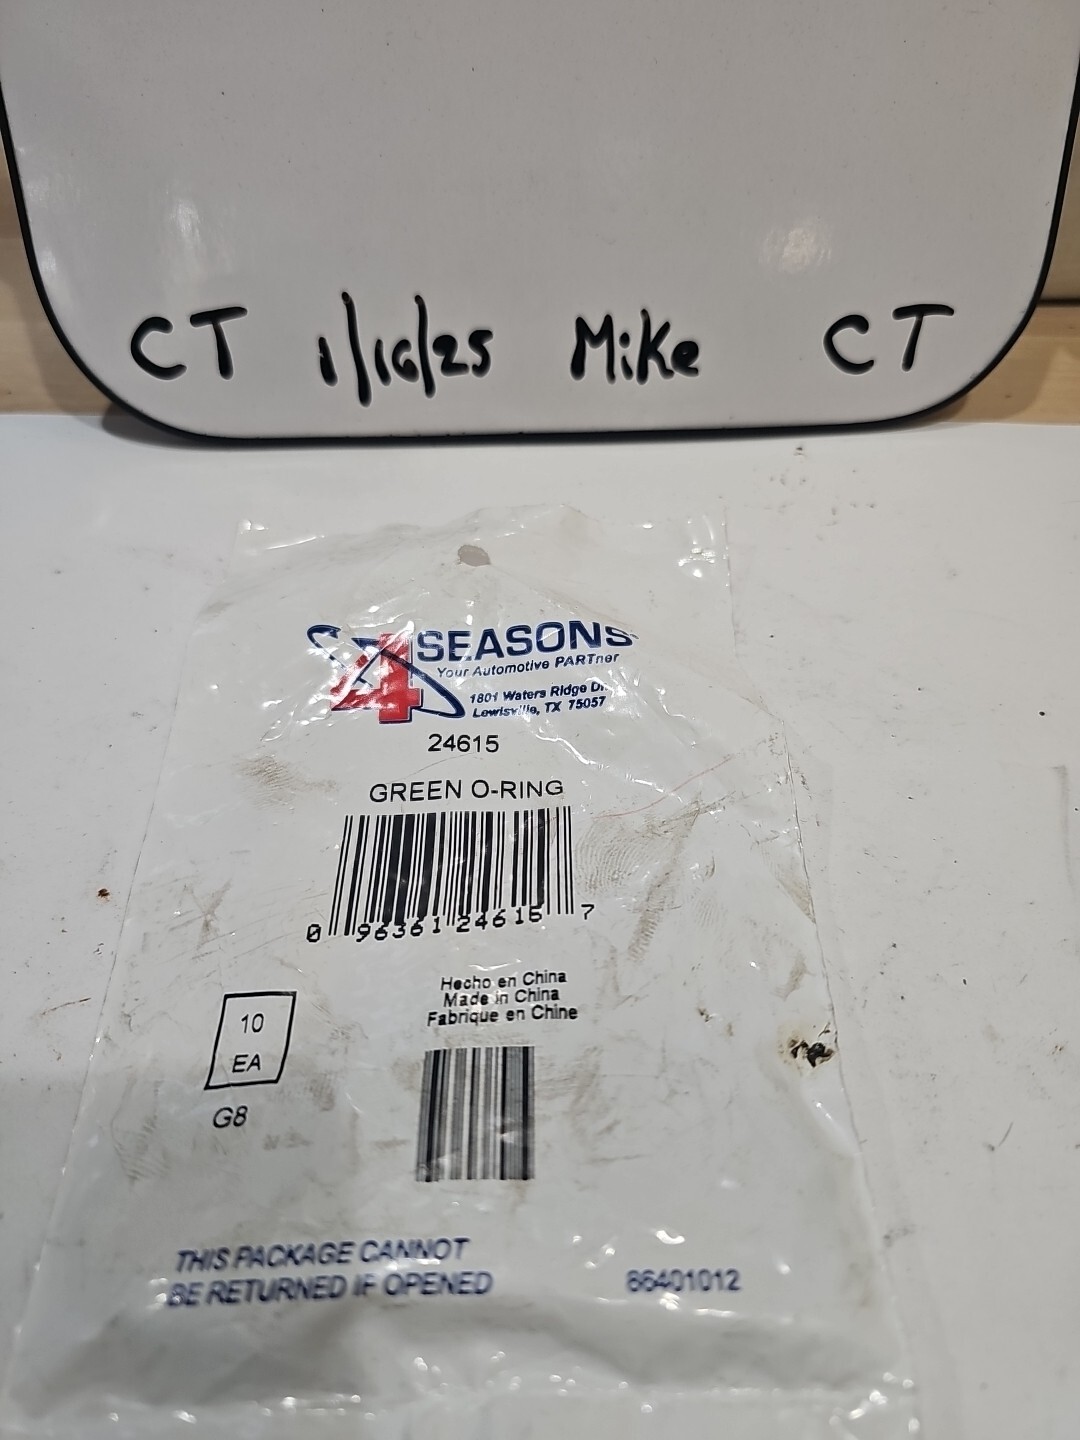 CT 1/16/25 Mike CT
4 SEASONS
Your Automotive PARTner
1801 Waters Ridge Dr.
Lewisville, TX 75057
24615
GREEN O-RING
0 96361 24615 7
Hecho en China
Made in China
Fabrique en Chine
10
EA
G8
THIS PACKAGE CANNOT
BE RETURNED IF OPENED
86401012